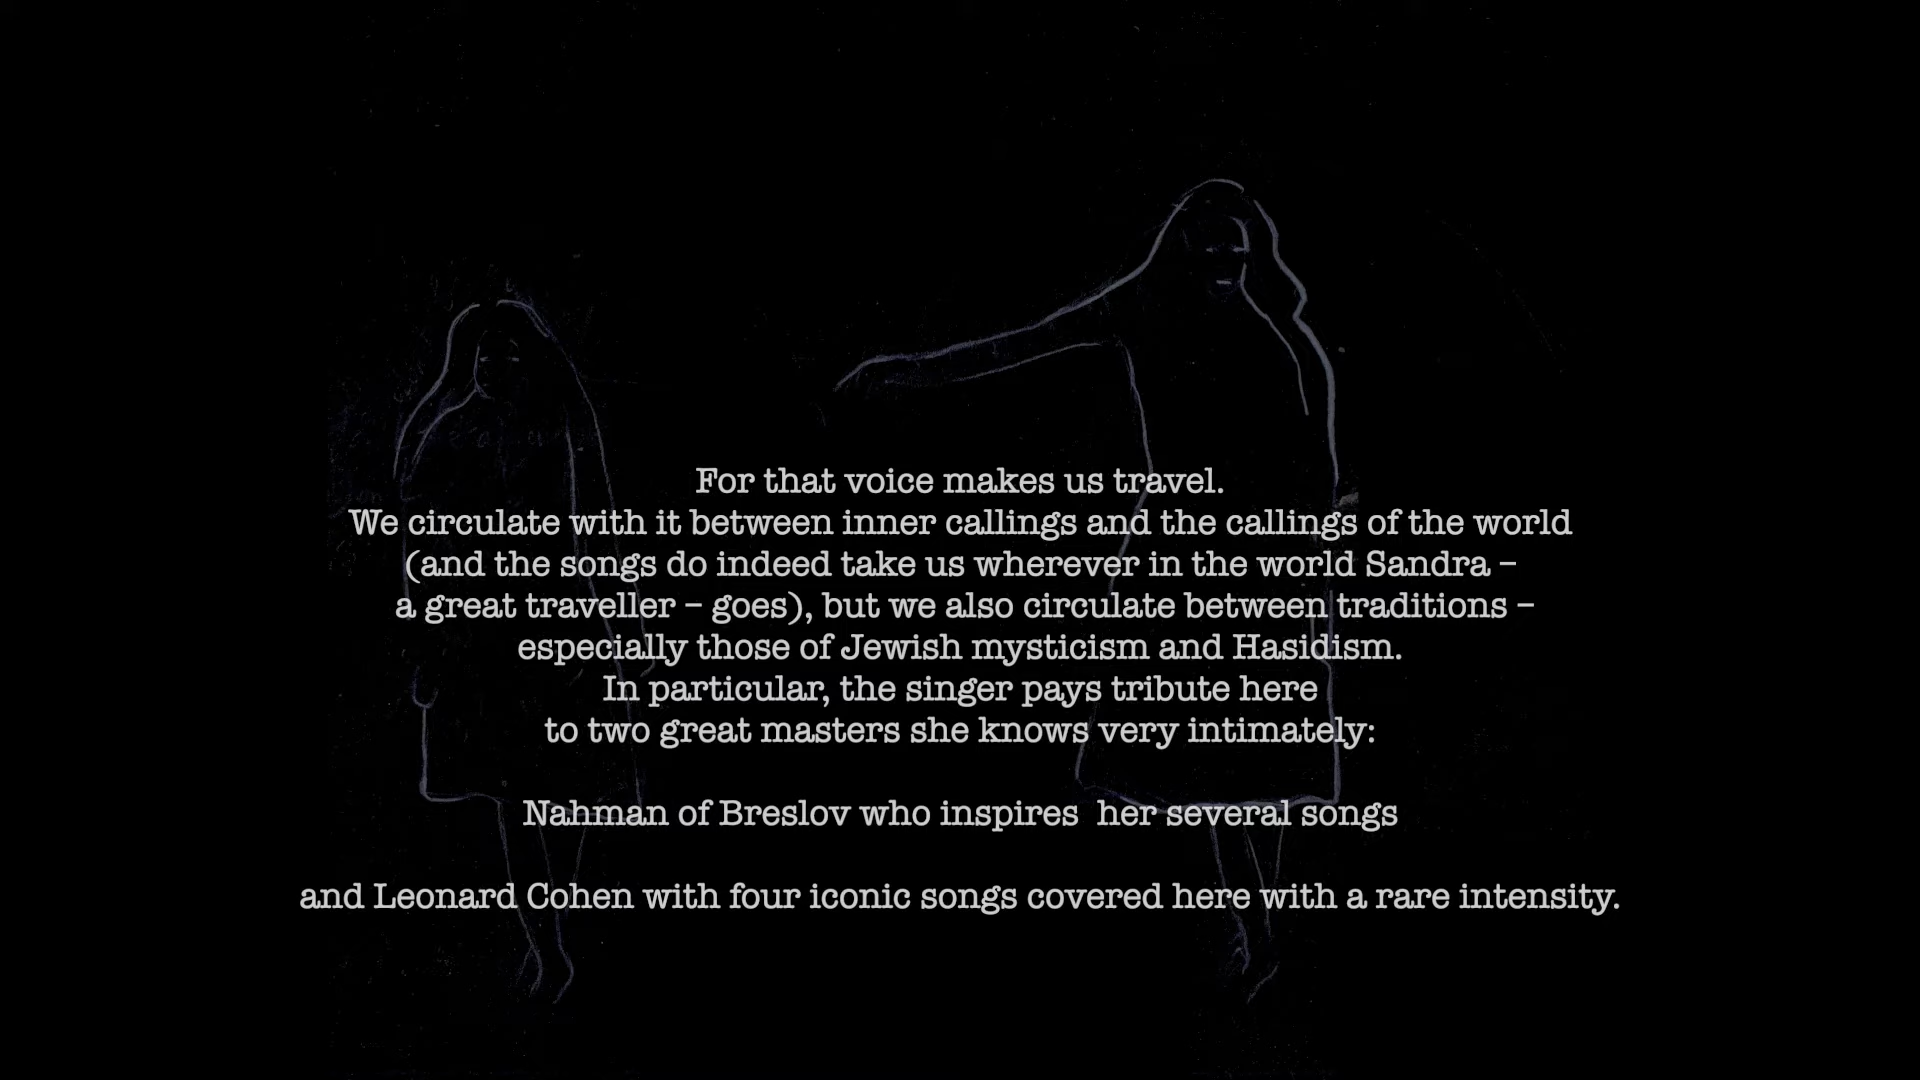 For that voice makes us travel.
We circulate with it between inner callings and the callings of the world
(and the songs do indeed take us wherever in the world Sandra –
a great traveller – goes), but we also circulate between traditions –
especially those of Jewish mysticism and Hasidism.
In particular, the singer pays tribute here
to two great masters she knows very intimately:
Nahman of Breslov who inspires  her several songs
and Leonard Cohen with four iconic songs covered here with a rare intensity.